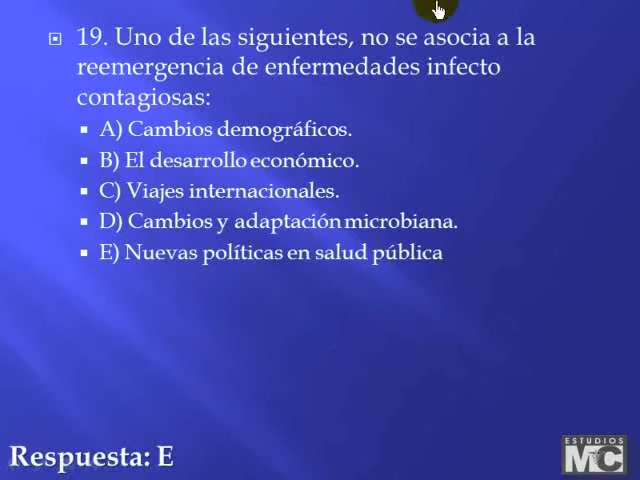 19. Uno de las siguientes, no se asocia a la
reemergencia de enfermedades infecto
contagiosas:
A) Cambios demográficos.
B) El desarrollo económico.
C) Viajes internacionales.
D) Cambios y adaptación microbiana.
E) Nuevas políticas en salud pública
Respuesta: E
ESTUDIOS
MC